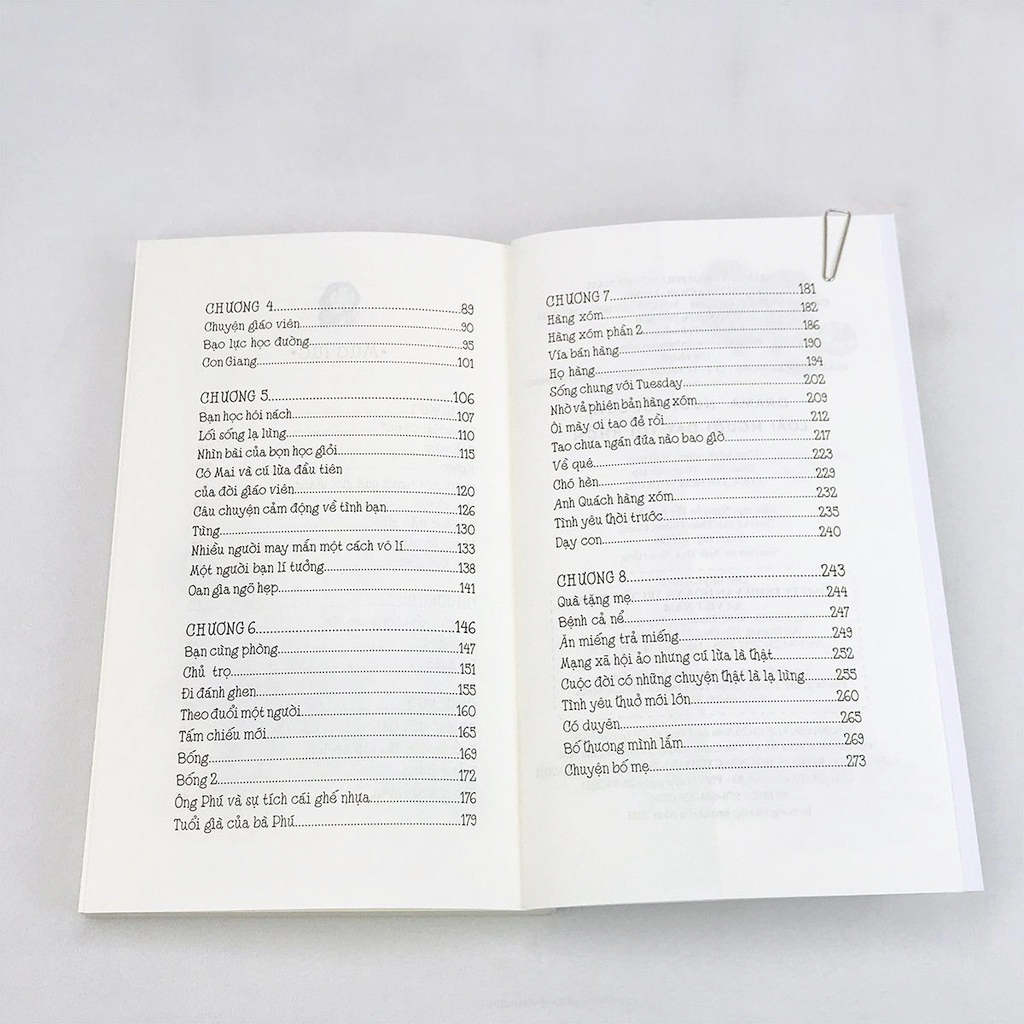 CHƯƠNG 4....................89
Chuyện giáo viên....................90
Bạo lực học đường....................95
Con Giang....................101
CHƯƠNG 5....................106
Bạn học hôi nách....................107
Lối sống lạ lùng....................110
Nhìn bài của bọn học giỏi....................115
Cô Mai và cú lừa đầu tiên
của đời giáo viên....................120
Câu chuyện cảm động về tình bạn....................126
Tửng....................130
Nhiều người may mắn một cách vô lí....................133
Một người bạn lí tưởng....................138
Oan gia ngõ hẹp....................141
CHƯƠNG 6....................146
Bạn cùng phòng....................147
Chủ trọ....................151
Đi đánh ghen....................155
Theo đuổi một người....................160
Tấm chiếu mới....................165
Bống....................169
Bống 2....................172
Ông Phú và sự tích cái ghế nhựa....................176
Tuổi già của bà Phú....................179
CHƯƠNG 7....................181
Hàng xóm....................182
Hàng xóm phần 2....................186
Vía bán hàng....................190
Họ hàng....................194
Sống chung với Tuesday....................202
Nhờ vả phiên bản hàng xóm....................209
Ôi mày ơi tao đẻ rồi....................212
Tao chưa ngán đứa nào bao giờ....................217
Về quê....................223
Chó hèn....................229
Anh Quách hàng xóm....................232
Tình yêu thời trước....................235
Dạy con....................240
CHƯƠNG 8....................243
Quà tặng mẹ....................244
Bệnh cả nể....................247
Ăn miếng trả miếng....................249
Mạng xã hội ảo nhưng cú lừa là thật....................252
Cuộc đời có những chuyện thật là lạ lùng....................255
Tình yêu thuở mới lớn....................260
Có duyên....................265
Bố thương mình lắm....................269
Chuyện bố mẹ....................273